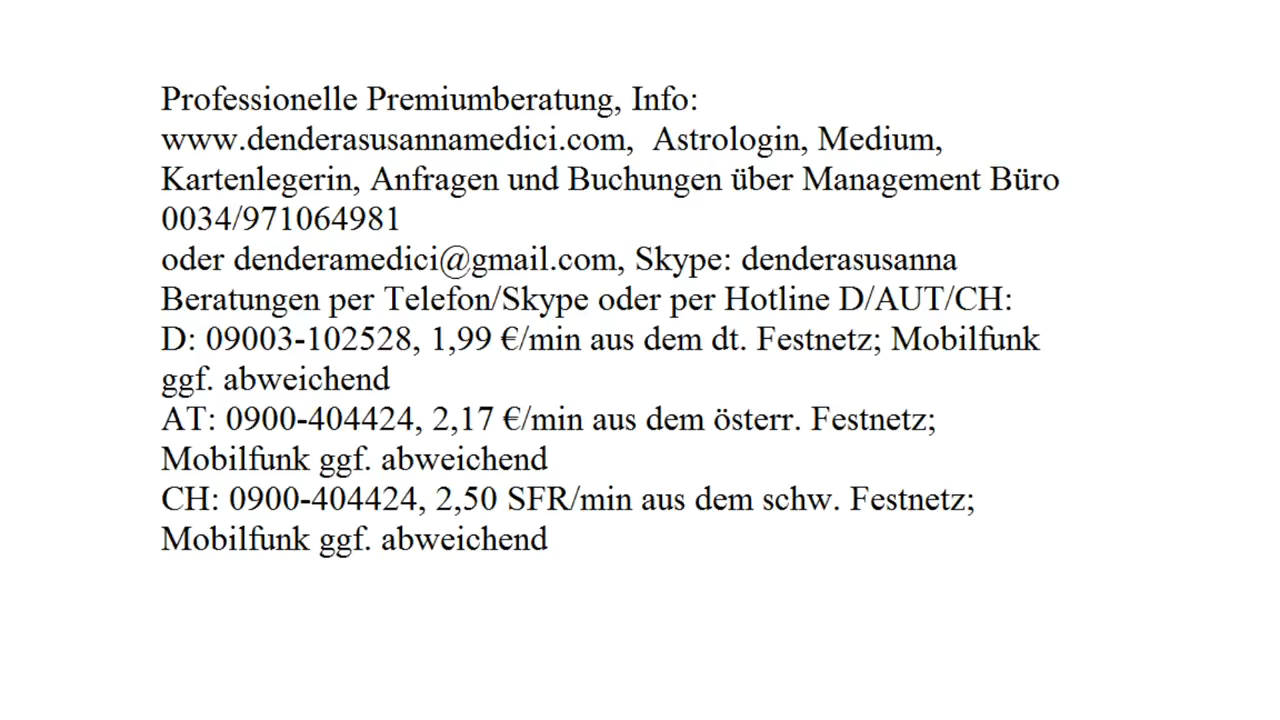 Professionelle Premiumberatung, Info:
www.denderasusannamedici.com,  Astrologin, Medium,
Kartenlegerin, Anfragen und Buchungen über Management Büro
0034/971064981
oder denderamedici@gmail.com, Skype: denderasusanna
Beratungen per Telefon/Skype oder per Hotline D/AUT/CH:
D: 09003-102528, 1,99 €/min aus dem dt. Festnetz; Mobilfunk
ggf. abweichend
AT: 0900-404424, 2,17 €/min aus dem österr. Festnetz;
Mobilfunk ggf. abweichend
CH: 0900-404424, 2,50 SFR/min aus dem schw. Festnetz;
Mobilfunk ggf. abweichend